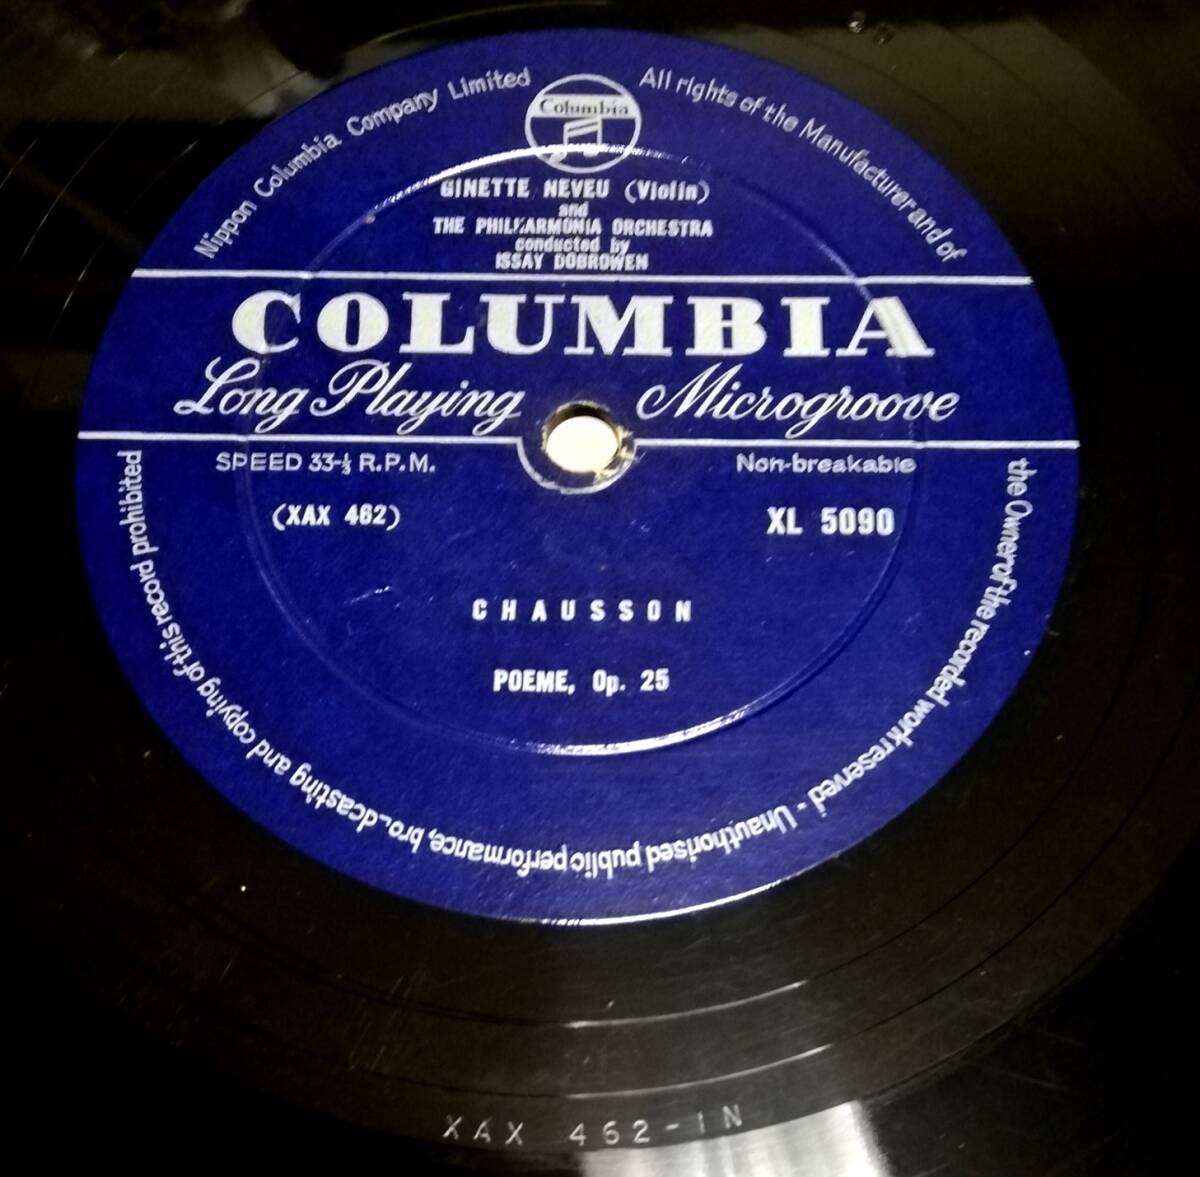 Nippon Columbia Company Limited
All rights of the Manufacturer and of
the Owner of the recorded work reserved - Unauthorised public performance, broadcasting and copying of this record prohibited
Columbia
GINETTE NEVEU (Violin)
and
THE PHILHARMONIA ORCHESTRA
conducted by
ISSAY DOBROWEN
COLUMBIA
Long Playing Microgroove
SPEED 33-⅓ R.P.M.
Non-breakable
(XAX 462)
XL 5090
CHAUSSON
POEME, Op. 25
XAX 462-1N